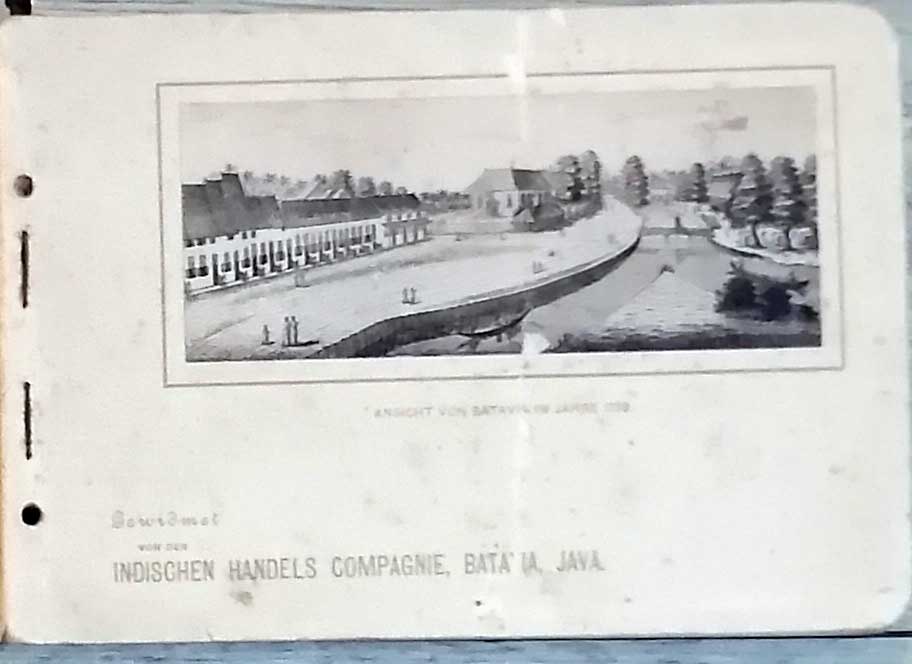 ANSICHT VON BATAVIA IM JAHRE
Gewidmet
VON DER
INDISCHEN HANDELS COMPAGNIE, BATA IA, JAVA.